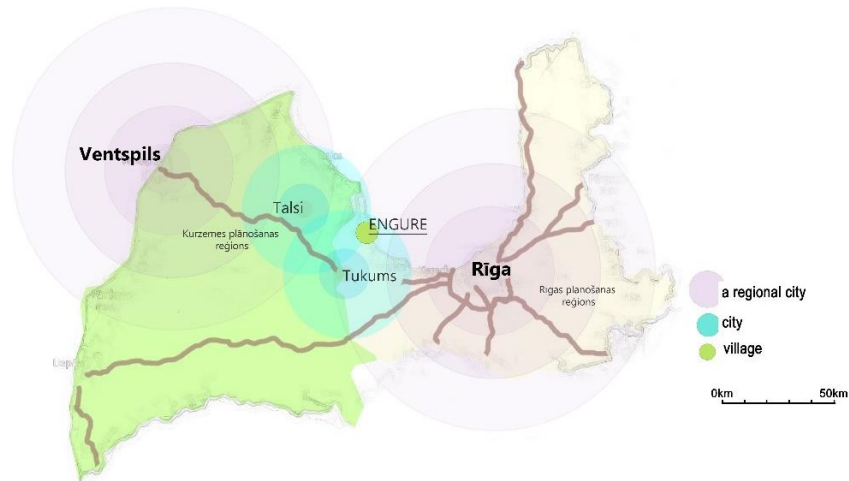 Ventspils
Talsi
ENGURE
Kurzemes plānošanas
reģions
Tukums
Rīga
Rīgas plānošanas
reģions
a regional city
city
village
0km
50km